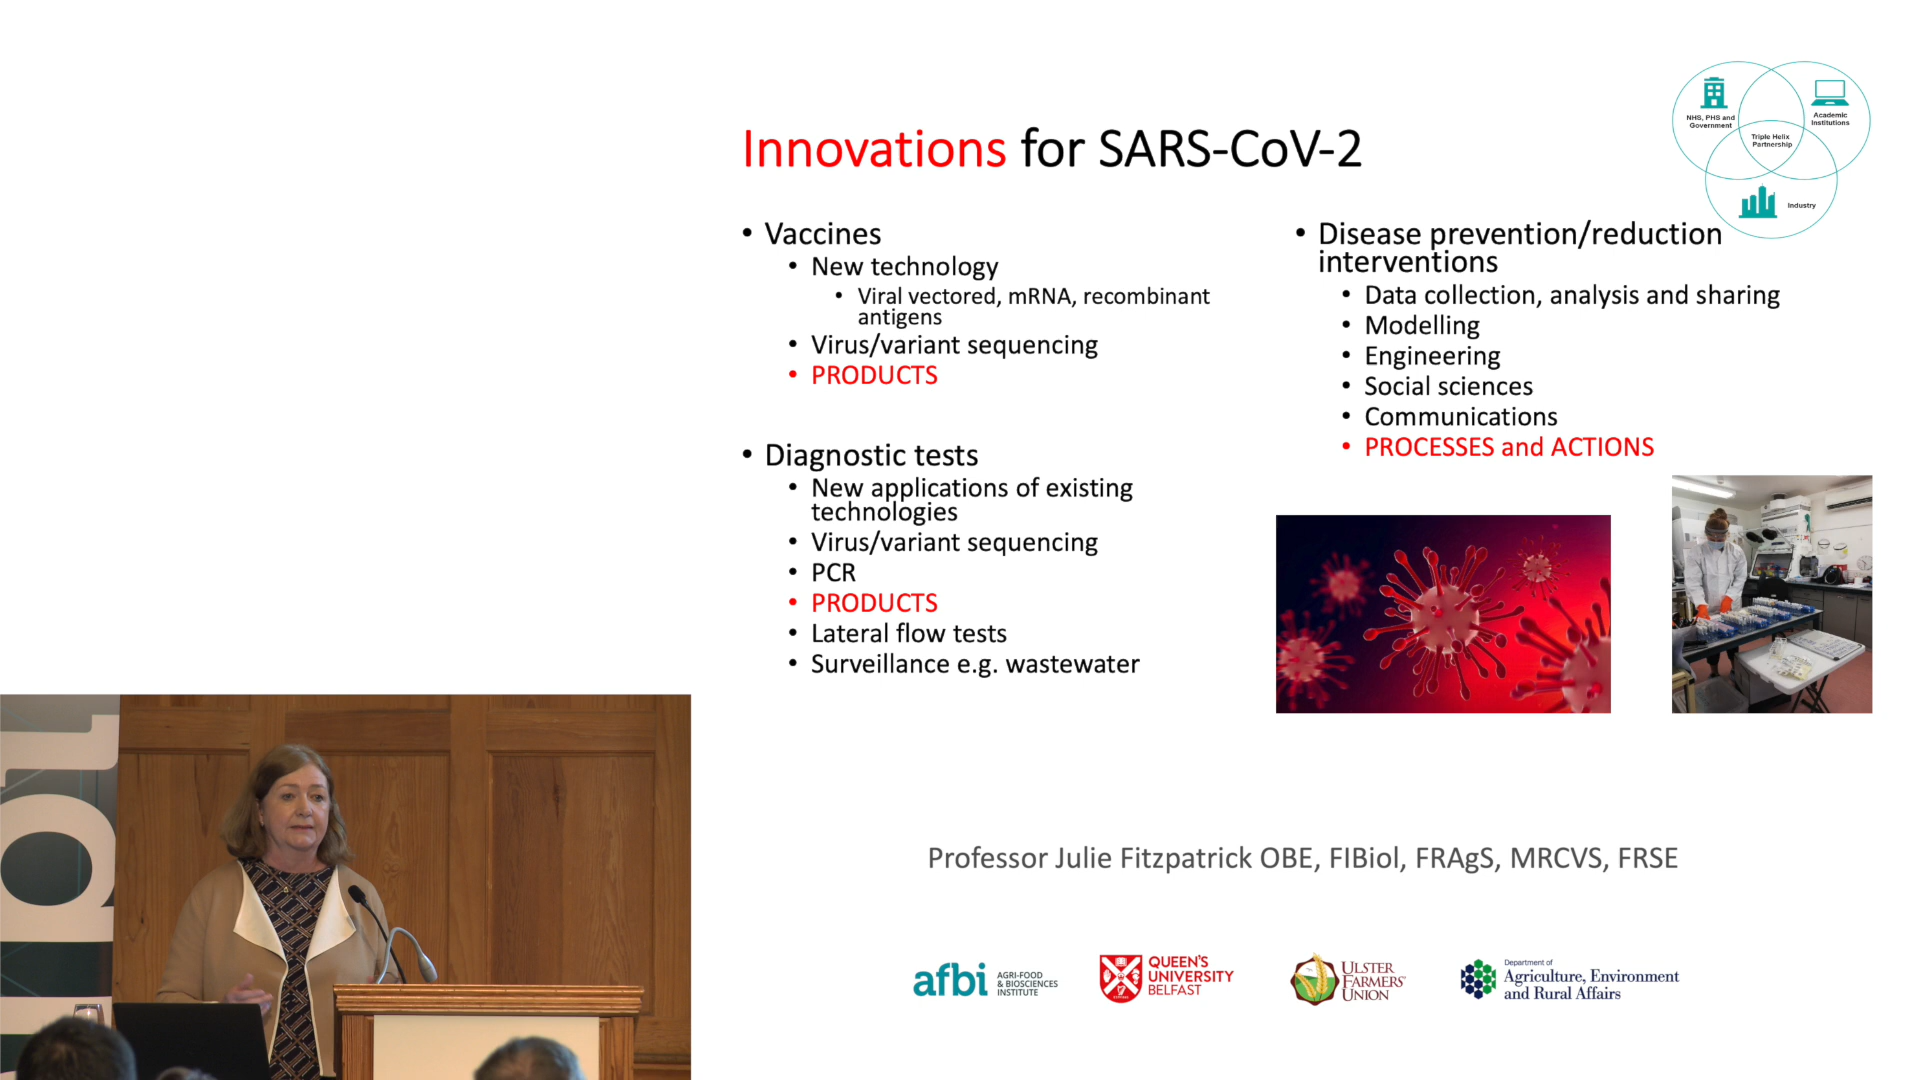 Innovations for SARS-CoV-2
NHS, PHS and
Government
Academic
Institutions
Triple Helix
Partnership
Industry
• Vaccines
• New technology
• Viral vectored, mRNA, recombinant
antigens
• Virus/variant sequencing
• PRODUCTS
• Diagnostic tests
• New applications of existing
technologies
• Virus/variant sequencing
• PCR
• PRODUCTS
• Lateral flow tests
• Surveillance e.g. wastewater
• Disease prevention/reduction
interventions
• Data collection, analysis and sharing
• Modelling
• Engineering
• Social sciences
• Communications
• PROCESSES and ACTIONS
Professor Julie Fitzpatrick OBE, FIBiol, FRAgS, MRCVS, FRSE
afbi
AGRI-FOOD
& BIOSCIENCES
INSTITUTE
QUEEN'S
UNIVERSITY
BELFAST
ULSTER
FARMERS'
UNION
Department of
Agriculture, Environment
and Rural Affairs